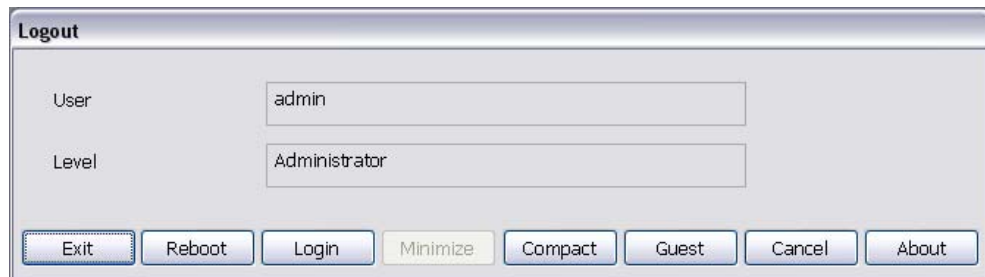 Logout
User admin
Level Administrator
Exit Reboot Login Minimize Compact Guest Cancel About